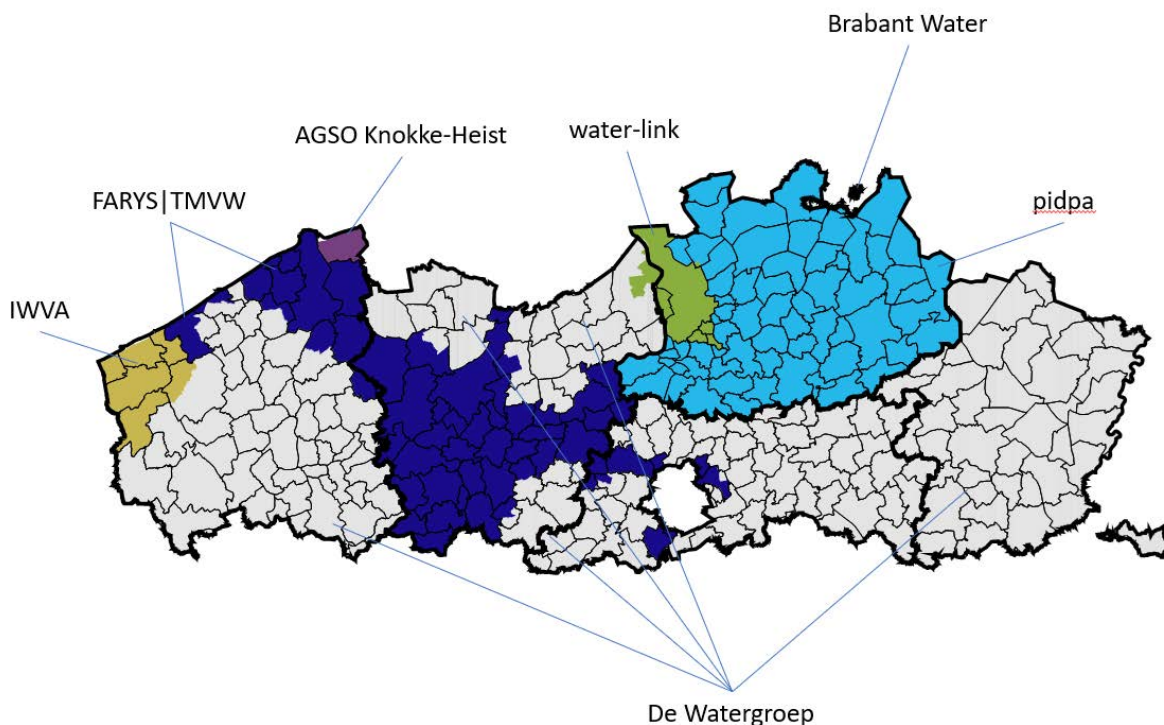 Brabant Water
AGSO Knokke-Heist
water-link
FARYS|TMVW
pidpa
IWVA
De Watergroep